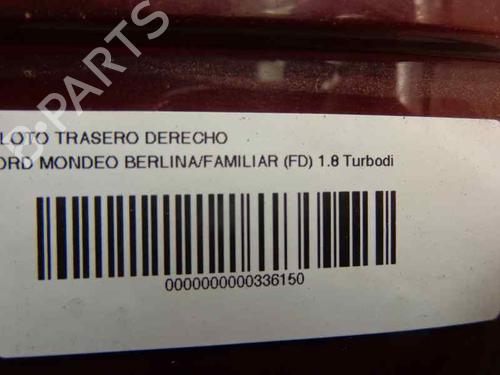 LOTO TRASERO DERECHO
ORD MONDEO BERLINA/FAMILIAR (FD) 1.8 Turbodi
0000000000336150
B-PARTS